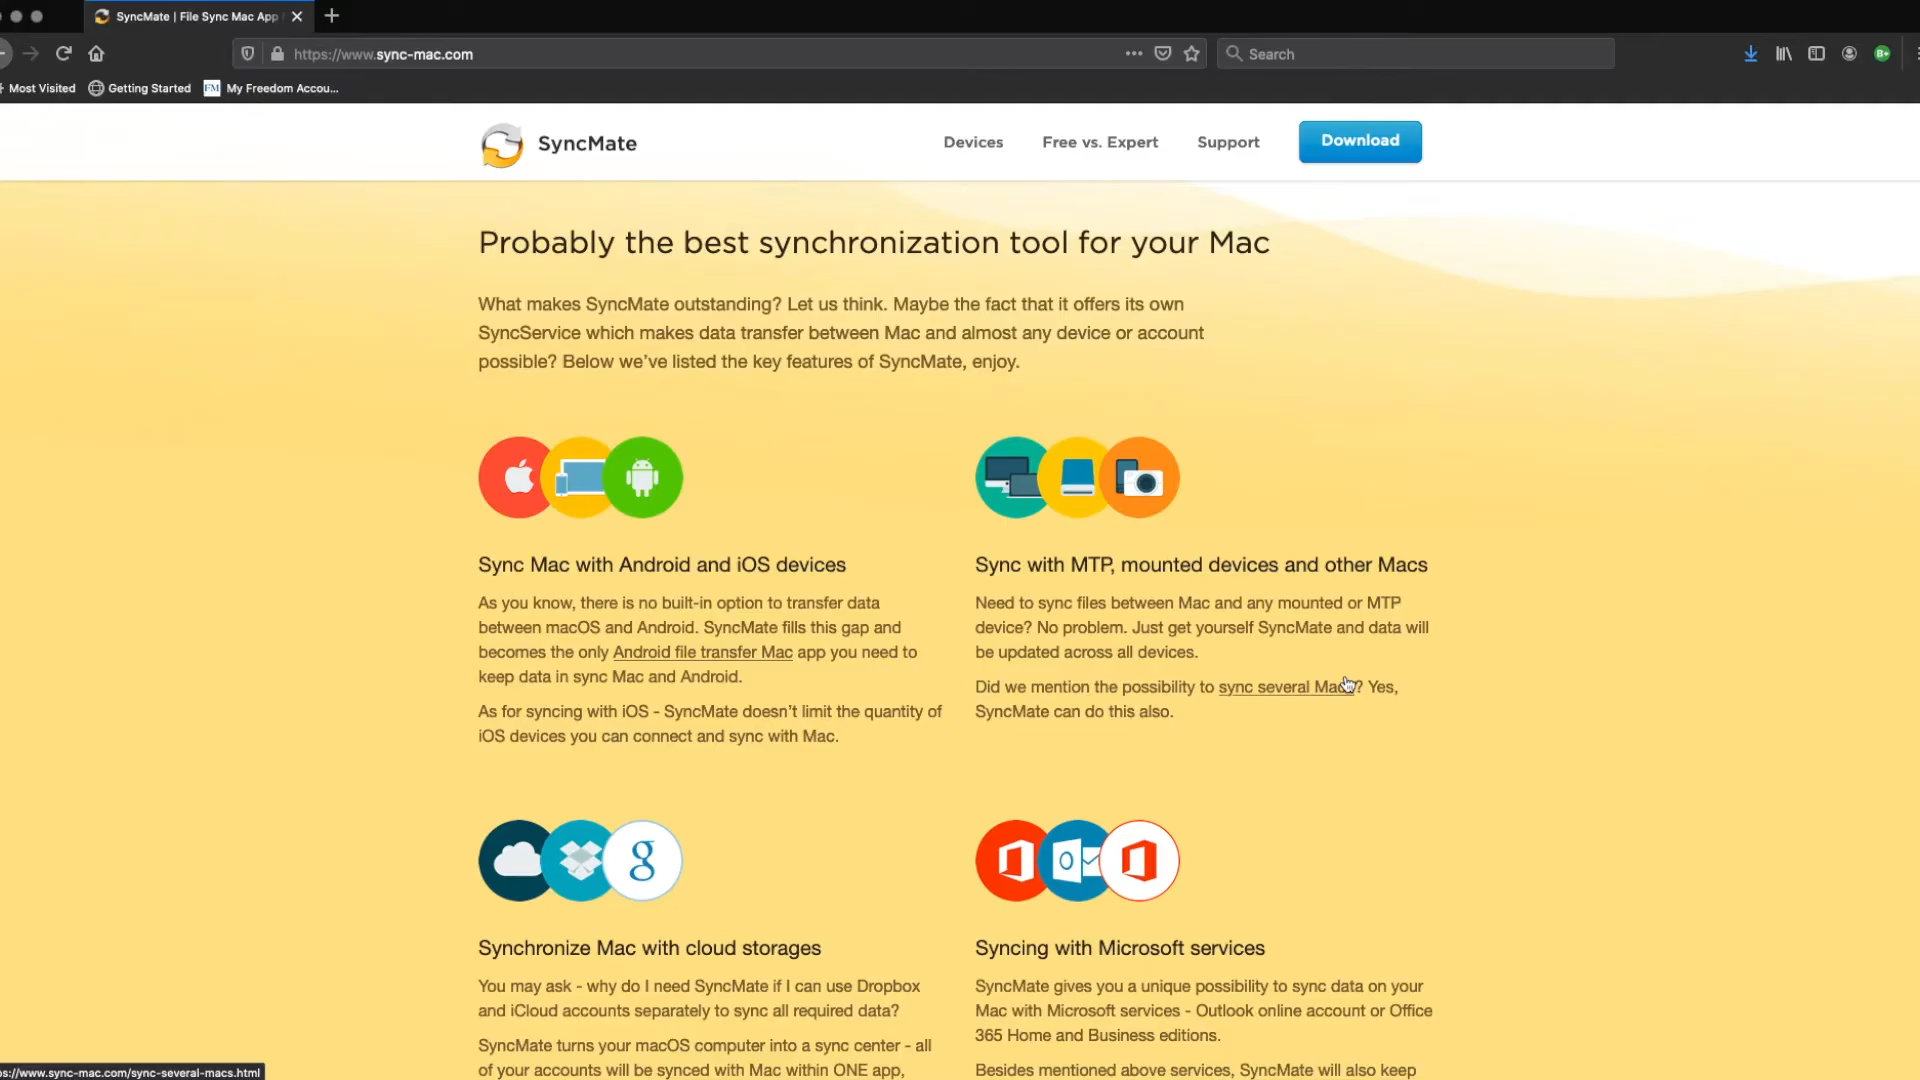 SyncMate | File Sync Mac App
https://www.sync-mac.com
Search
Most Visited
Getting Started
FM
My Freedom Accou...
B+
SyncMate
Devices
Free vs. Expert
Support
Download
Probably the best synchronization tool for your Mac
What makes SyncMate outstanding? Let us think. Maybe the fact that it offers its own
SyncService which makes data transfer between Mac and almost any device or account
possible? Below we've listed the key features of SyncMate, enjoy.
Sync Mac with Android and iOS devices
As you know, there is no built-in option to transfer data
between macOS and Android. SyncMate fills this gap and
becomes the only Android file transfer Mac app you need to
keep data in sync Mac and Android.
As for syncing with iOS - SyncMate doesn't limit the quantity of
iOS devices you can connect and sync with Mac.
Sync with MTP, mounted devices and other Macs
Need to sync files between Mac and any mounted or MTP
device? No problem. Just get yourself SyncMate and data will
be updated across all devices.
Did we mention the possibility to sync several Macs? Yes,
SyncMate can do this also.
g
Synchronize Mac with cloud storages
You may ask - why do I need SyncMate if I can use Dropbox
and iCloud accounts separately to sync all required data?
SyncMate turns your macOS computer into a sync center - all
of your accounts will be synced with Mac within ONE app,
Syncing with Microsoft services
SyncMate gives you a unique possibility to sync data on your
Mac with Microsoft services - Outlook online account or Office
365 Home and Business editions.
Besides mentioned above services, SyncMate will also keep
ps://www.sync-mac.com/sync-several-macs.html